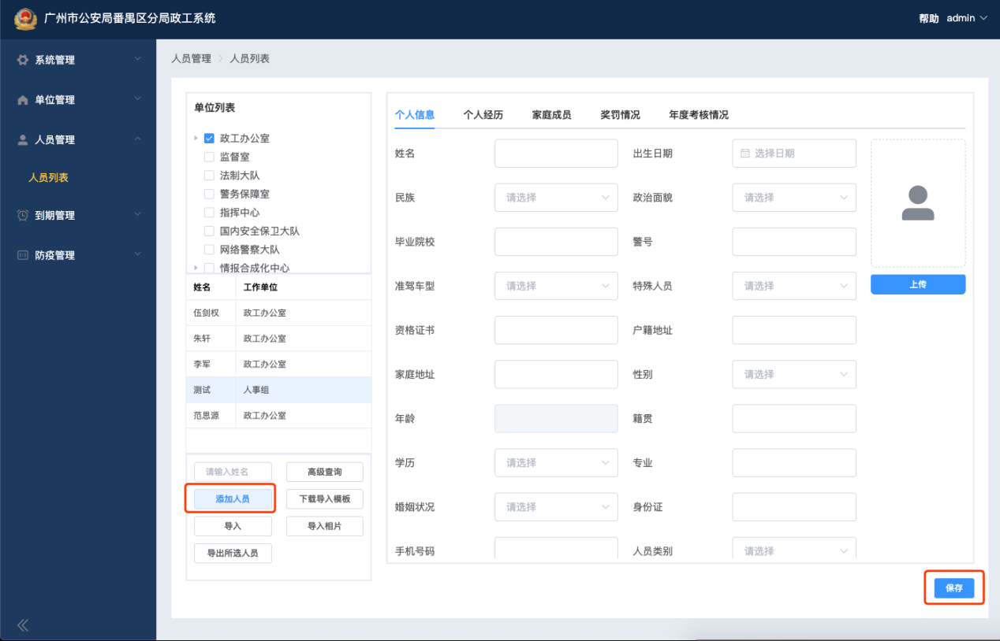 广州市公安局番禺区分局政工系统
帮助 admin
系统管理
单位管理
人员管理
人员列表
到期管理
防疫管理
人员管理 > 人员列表
单位列表
政工办公室
监督室
法制大队
警务保障室
指挥中心
国内安全保卫大队
网络警察大队
情报合成化中心
姓名 工作单位
伍剑权 政工办公室
朱轩 政工办公室
李军 政工办公室
测试 人事组
范思源 政工办公室
请输入姓名 高级查询
添加人员 下载导入模板
导入 导入相片
导出所选人员
个人信息 个人经历 家庭成员 奖罚情况 年度考核情况
姓名 出生日期 选择日期
民族 请选择 政治面貌 请选择
毕业院校 警号
准驾车型 请选择 特殊人员 请选择
上传
资格证书 户籍地址
家庭地址 性别 请选择
年龄 籍贯
学历 请选择 专业
婚姻状况 请选择 身份证
手机号码 人员类别 请选择
保存